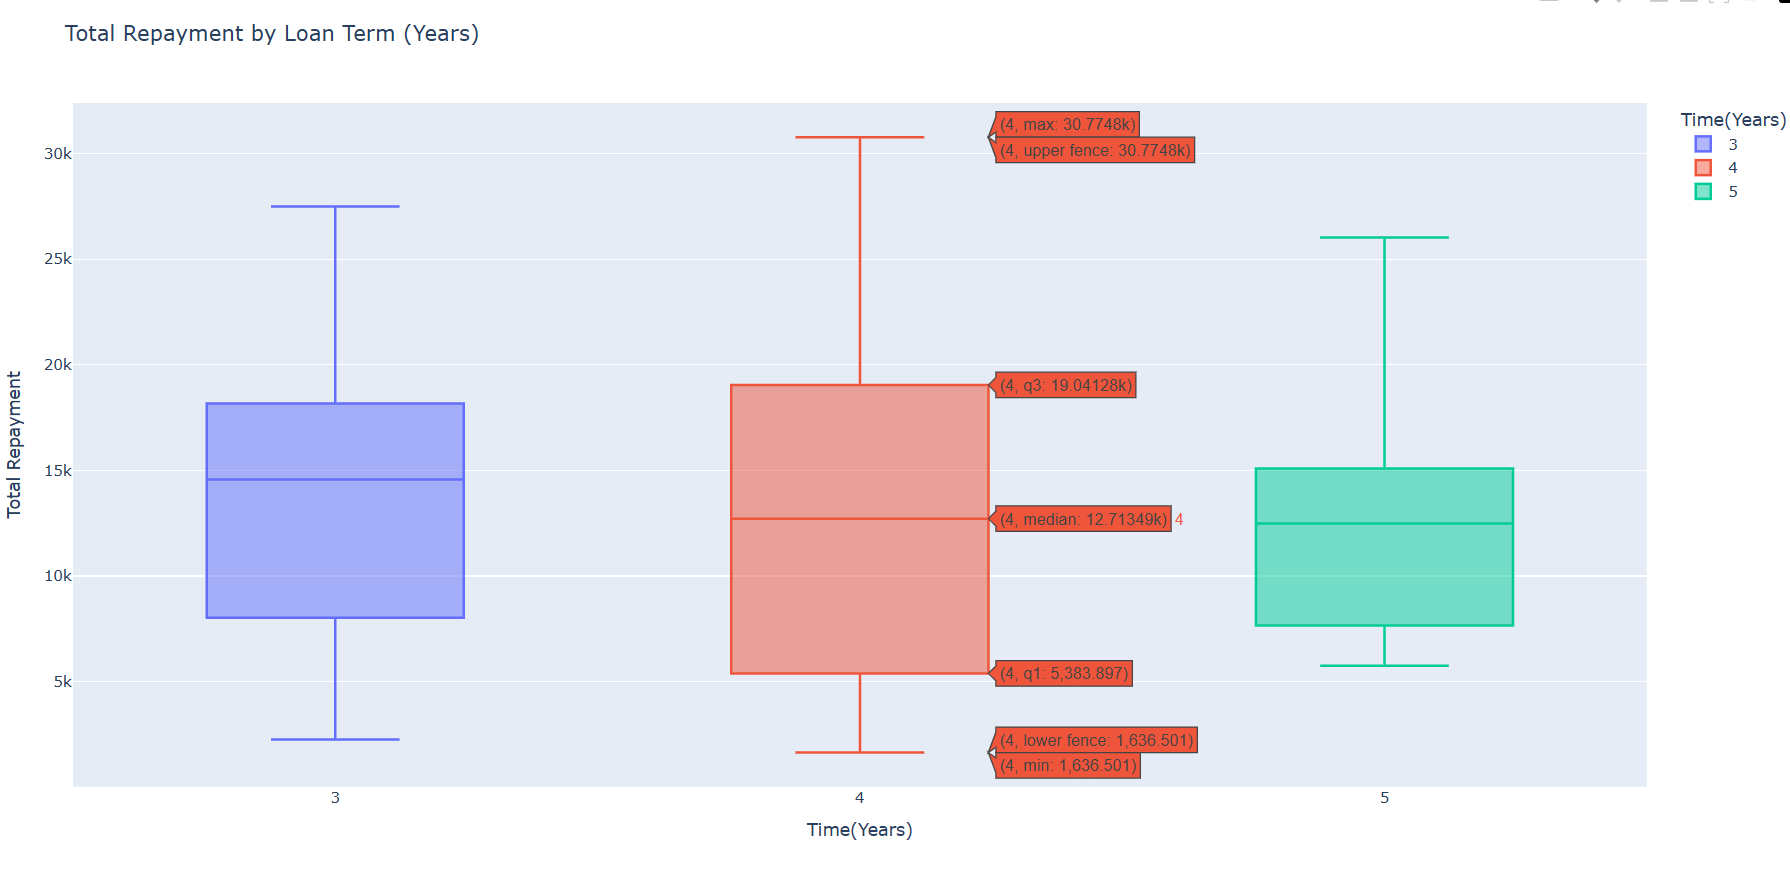 Total Repayment by Loan Term (Years)
Total Repayment
30k
25k
20k
15k
10k
5k
(4, max: 30.7748k)
(4, upper fence: 30.7748k)
(4, q3: 19.04128k)
(4, median: 12.71349k) 4
(4, q1: 5,383.897)
(4, lower fence: 1,636.501)
(4, min: 1,636.501)
3
4
5
Time(Years)
Time(Years)
3
4
5